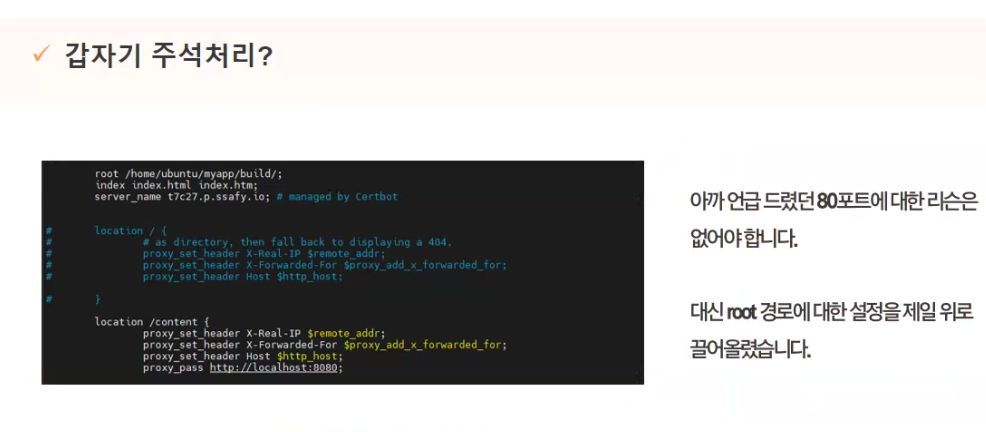 ✓ 갑자기 주석처리?
root /home/ubuntu/myapp/build/;
index index.html index.htm;
server_name t7c27.p.ssafy.io; # managed by Certbot
#       location / {
#               # as directory, then fall back to displaying a 404.
#               proxy_set_header X-Real-IP $remote_addr;
#               proxy_set_header X-Forwarded-For $proxy_add_x_forwarded_for;
#               proxy_set_header Host $http_host;
#       }
location /content {
proxy_set_header X-Real-IP $remote_addr;
proxy_set_header X-Forwarded-For $proxy_add_x_forwarded_for;
proxy_set_header Host $http_host;
proxy_pass http://localhost:8080;
아까 언급 드렸던 80포트에 대한 리슨은
없어야 합니다.
대신 root 경로에 대한 설정을 제일 위로
끌어올렸습니다.